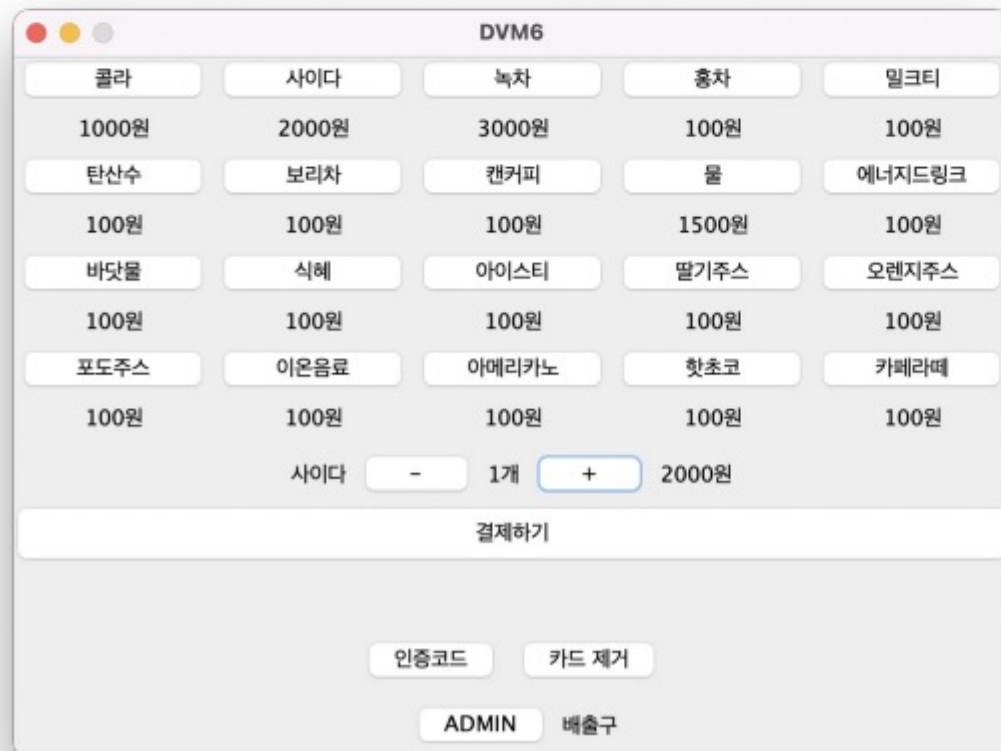 DVM6
콜라 사이다 녹차 홍차 밀크티
1000원 2000원 3000원 100원 100원
탄산수 보리차 캔커피 물 에너지드링크
100원 100원 100원 1500원 100원
바닷물 식혜 아이스티 딸기주스 오렌지주스
100원 100원 100원 100원 100원
포도주스 이온음료 아메리카노 핫초코 카페라떼
100원 100원 100원 100원 100원
사이다 - 1개 + 2000원
결제하기
인증코드 카드 제거
ADMIN 배출구